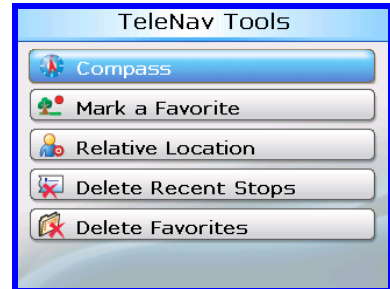 TeleNav Tools
Compass
Mark a Favorite
Relative Location
Delete Recent Stops
Delete Favorites